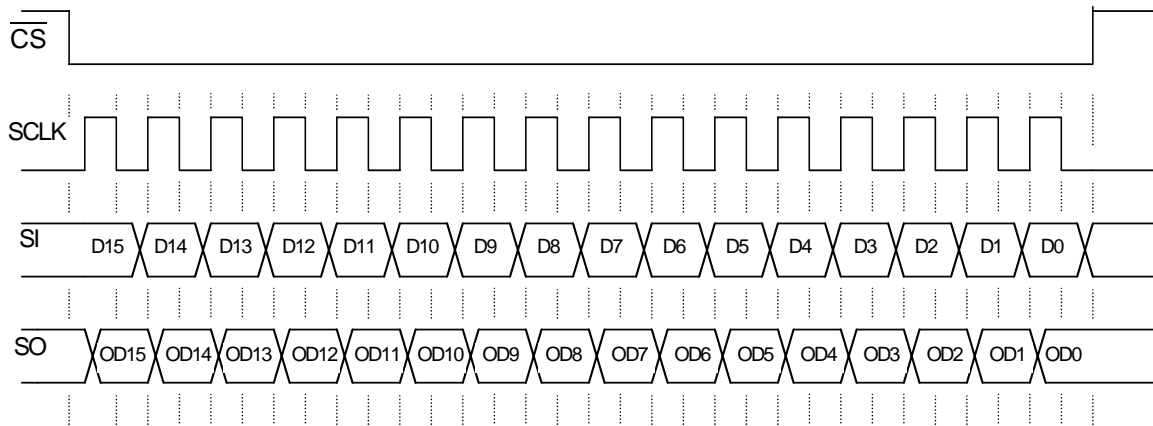 CS
SCLK
SI D15 D14 D13 D12 D11 D10 D9 D8 D7 D6 D5 D4 D3 D2 D1 D0
SO OD15 OD14 OD13 OD12 OD11 OD10 OD9 OD8 OD7 OD6 OD5 OD4 OD3 OD2 OD1 OD0